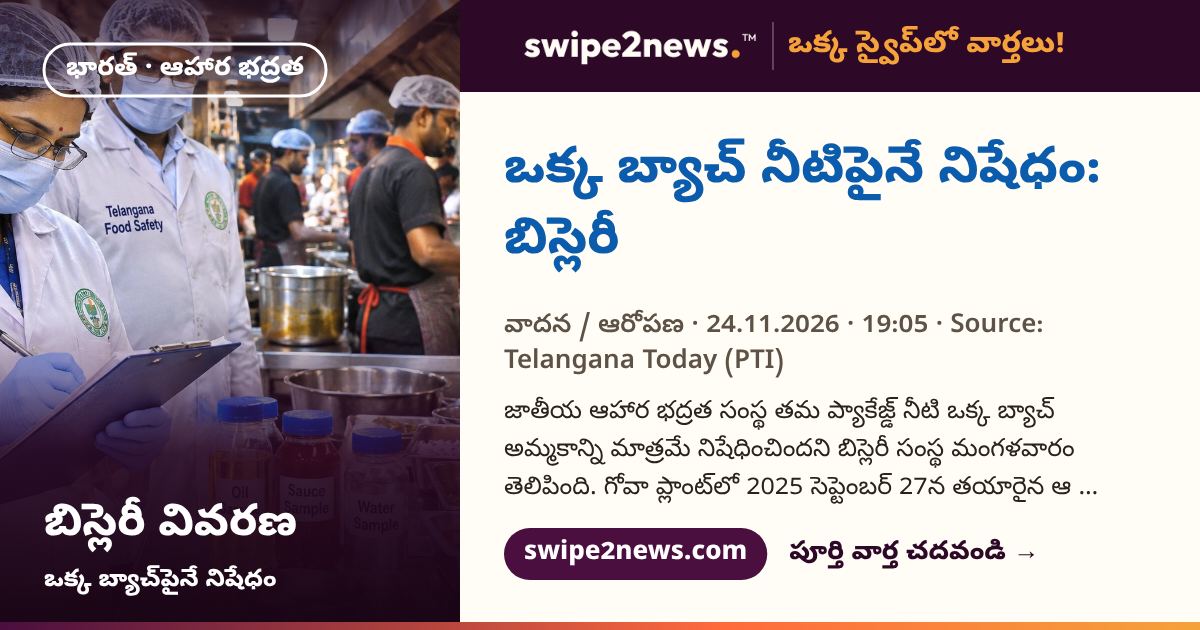 భారత్ · ఆహార భద్రత
Telangana
Food Safety
Oil
Sauce
Sample
Water
Sample
బిస్లెరీ వివరణ
ఒక్క బ్యాచ్‌పైనే నిషేధం
swipe2news.™ ఒక్క స్వైప్‌లో వార్తలు!
ఒక్క బ్యాచ్ నీటిపైనే నిషేధం:
బిస్లెరీ
వాదన / ఆరోపణ · 24.11.2026 · 19:05 · Source:
Telangana Today (PTI)
జాతీయ ఆహార భద్రత సంస్థ తమ ప్యాకేజ్డ్ నీటి ఒక్క బ్యాచ్
అమ్మకాన్ని మాత్రమే నిషేధించిందని బిస్లెరీ సంస్థ మంగళవారం
తెలిపింది. గోవా ప్లాంట్‌లో 2025 సెప్టెంబర్ 27న తయారైన ఆ ...
swipe2news.com పూర్తి వార్త చదవండి →